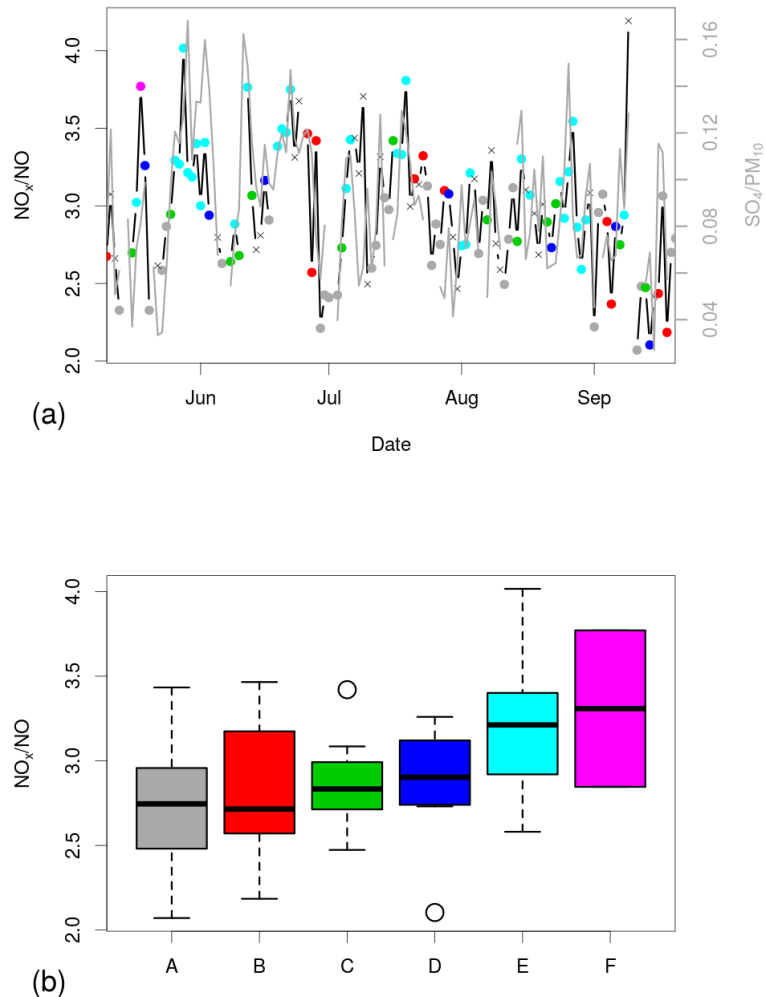 4.0
3.5
3.0
2.5
2.0
NOₓ/NO
0.16
0.12
0.08
0.04
SO₄/PM₁₀
Jun Jul Aug Sep
Date
(a)
4.0
3.5
3.0
2.5
2.0
NOₓ/NO
A B C D E F
(b)